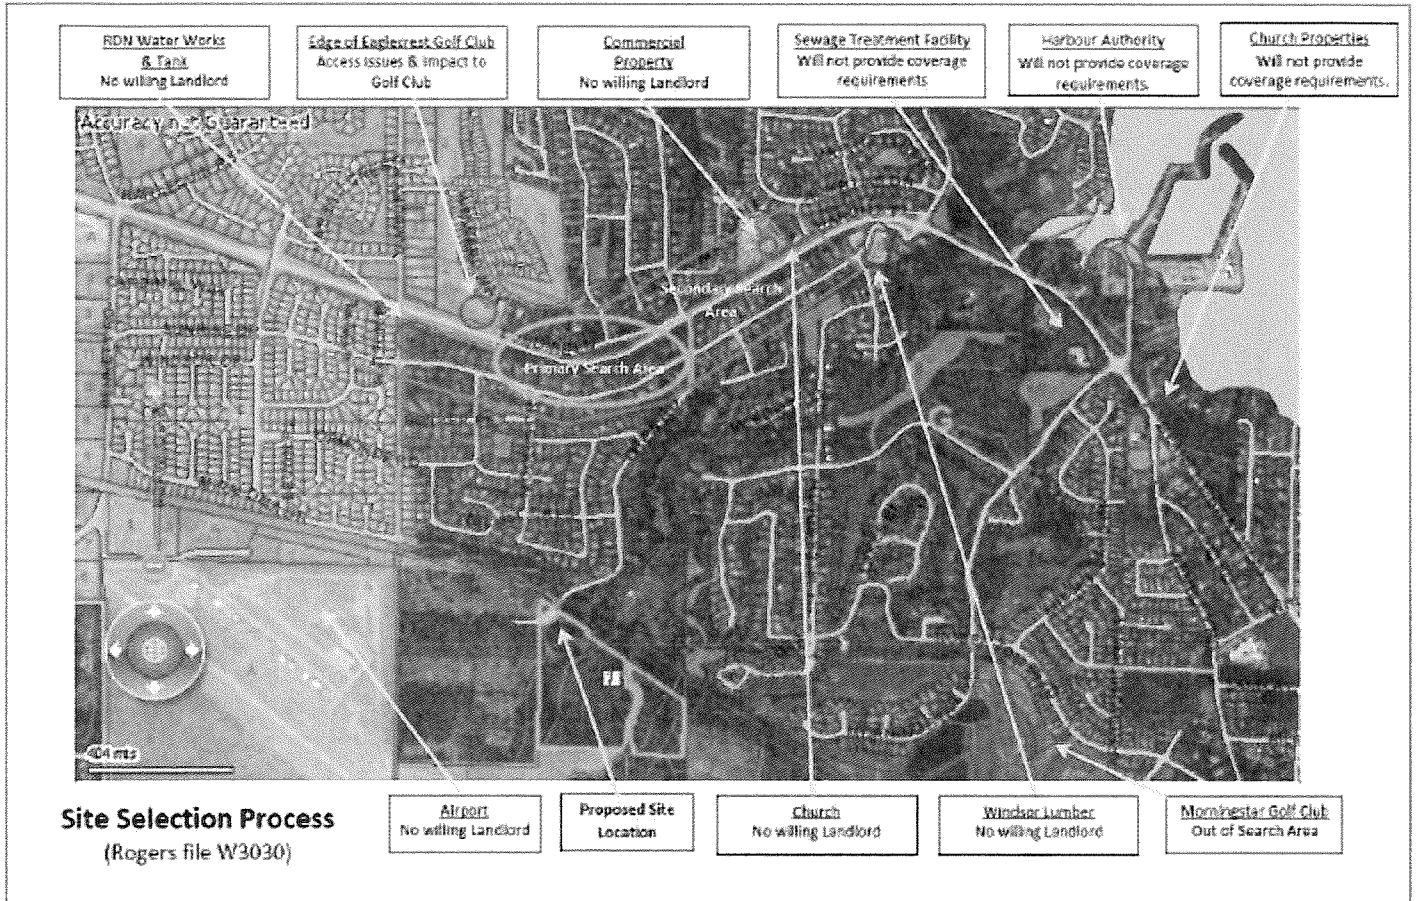 RDN Water Works
& Tank
No willing Landlord
Edge of Eaglecrest Golf Club
Access Issues & Impact to
Golf Club
Commercial
Property
No willing Landlord
Sewage Treatment Facility
Will not provide coverage
requirements
Harbour Authority
Will not provide coverage
requirements.
Church Properties
Will not provide
coverage requirements.
Accuracy not Guaranteed
Secondary Search
Area
Primary Search Area
404 mts
Site Selection Process
(Rogers file W3030)
Airport
No willing Landlord
Proposed Site
Location
Church
No willing Landlord
Windsor Lumber
No willing Landlord
Morningstar Golf Club
Out of Search Area